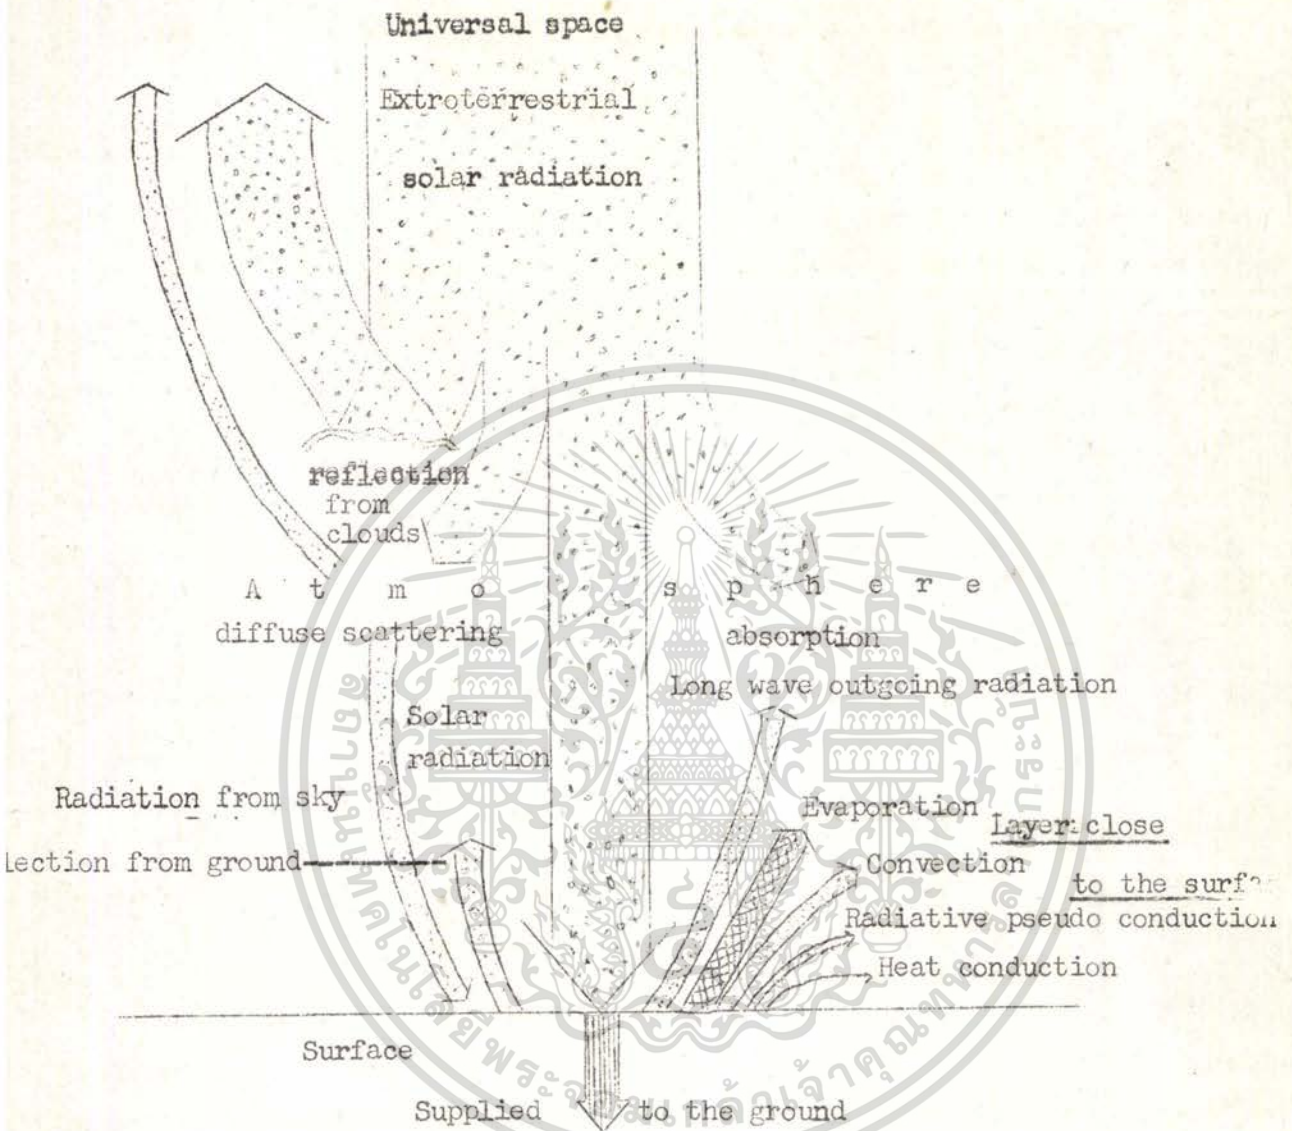 Universal space
Extroterrestrial
solar radiation
reflection
from
clouds
A t m o s p h e r e
diffuse scattering
absorption
Long wave outgoing radiation
Solar
radiation
Radiation from sky
Evaporation
Layer close
lection from ground
Convection
to the surfa
Radiative pseudo conduction
Heat conduction
Surface
Supplied to the ground